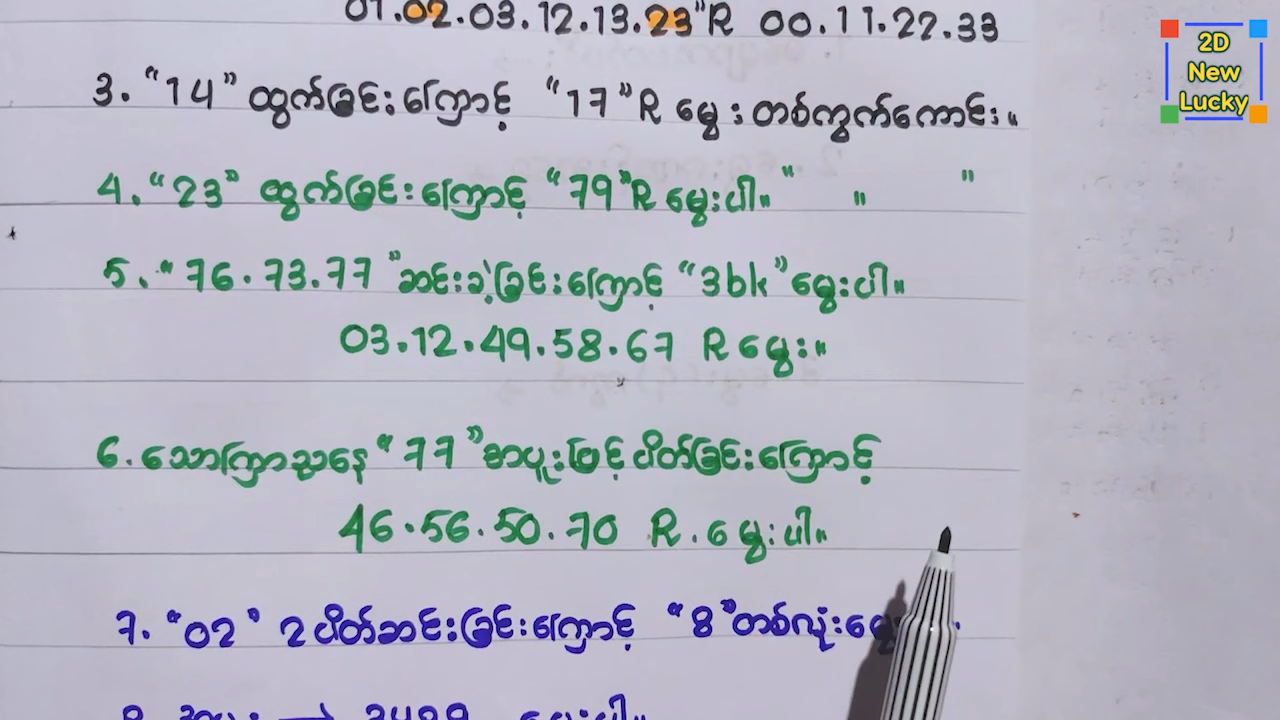 01.02.03.12.13.23"R 00.11.22.33
3. "14" ထွက်ခြင်းကြောင့် "17"R မွေးတစ်ကွက်ကောင်း။
4. "23" ထွက်ခြင်းကြောင့် "79"R မွေးပါ။ " " "
5. "76.73.77" ဆင်းခဲ့ခြင်းကြောင့် "3bk" မွေးပါ။
03.12.49.58.67 R မွေး။
6. သောကြာညနေ "77" အပူးဖြင့်ပိတ်ခြင်းကြောင့်
46.56.50.70 R. မွေးပါ။
7. "02" 2 ပိတ်ဆင်းခြင်းကြောင့် "8" တစ်လုံး
2D
New
Lucky